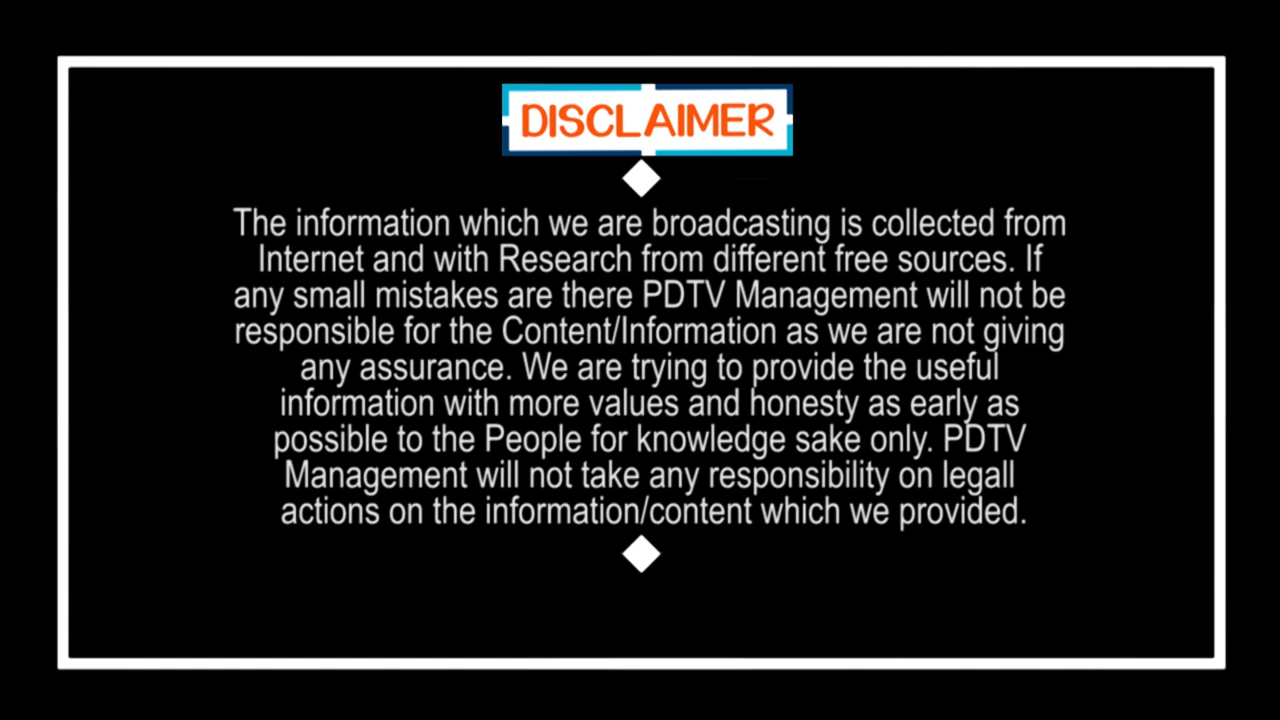 DISCLAIMER
The information which we are broadcasting is collected from
Internet and with Research from different free sources. If
any small mistakes are there PDTV Management will not be
responsible for the Content/Information as we are not giving
any assurance. We are trying to provide the useful
information with more values and honesty as early as
possible to the People for knowledge sake only. PDTV
Management will not take any responsibility on legall
actions on the information/content which we provided.